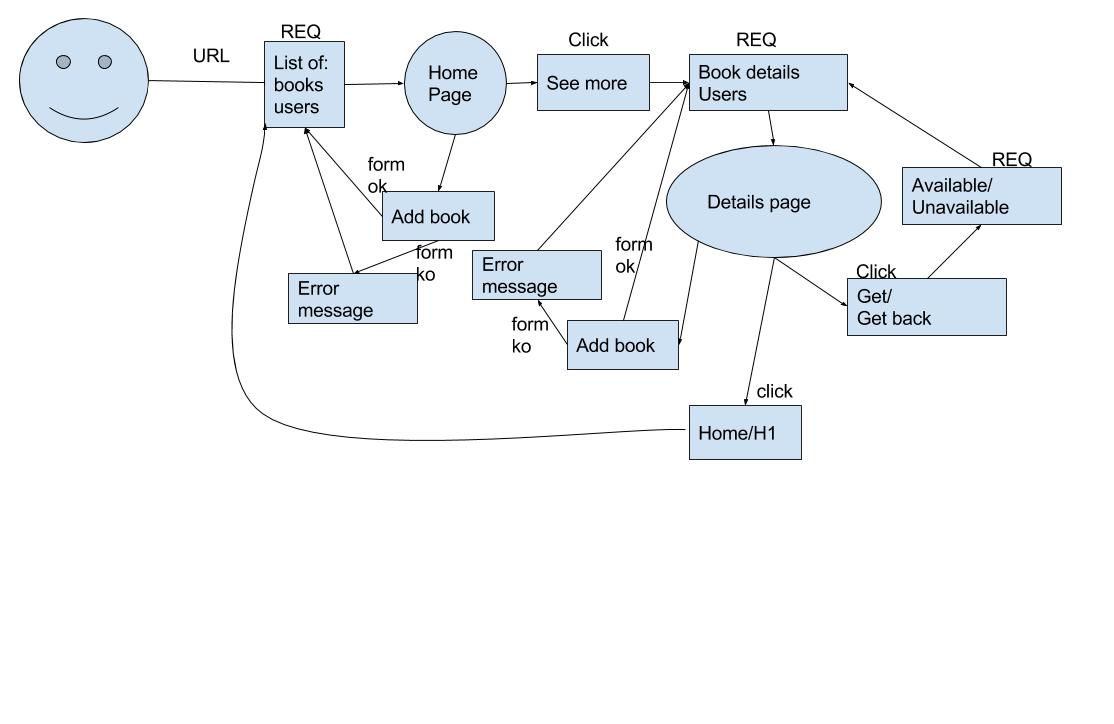 URL
REQ
List of:
books
users
Home
Page
Click
See more
REQ
Book details
Users
form
ok
Add book
form
ko
Error
message
Error
message
form
ok
form
ko
Add book
Details page
REQ
Available/
Unavailable
Click
Get/
Get back
click
Home/H1